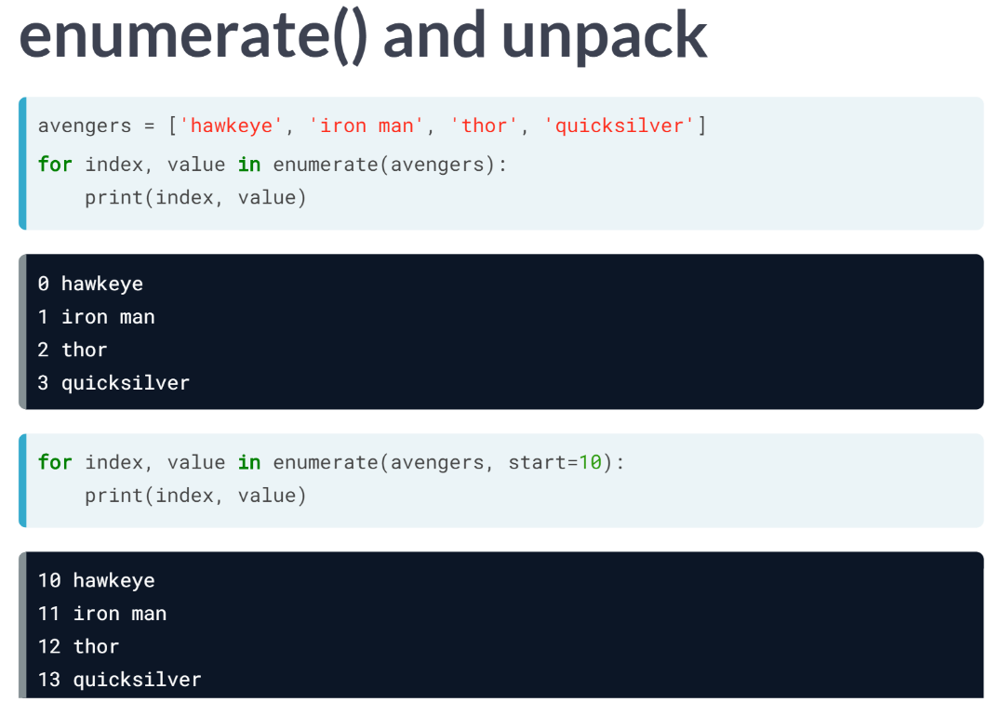 enumerate() and unpack
avengers = ['hawkeye', 'iron man', 'thor', 'quicksilver']
for index, value in enumerate(avengers):
    print(index, value)
0 hawkeye
1 iron man
2 thor
3 quicksilver
for index, value in enumerate(avengers, start=10):
    print(index, value)
10 hawkeye
11 iron man
12 thor
13 quicksilver